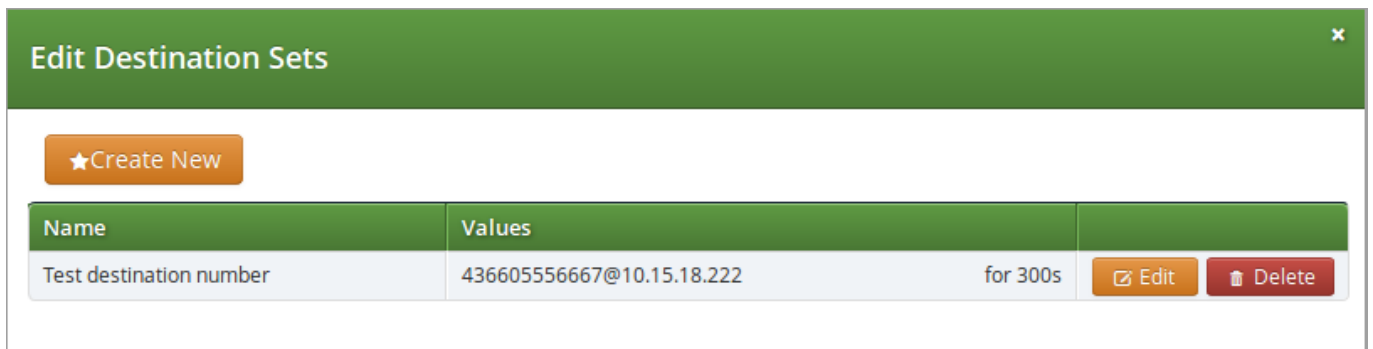 Edit Destination Sets
Create New
Name Values
Test destination number 436605556667@10.15.18.222 for 300s Edit Delete